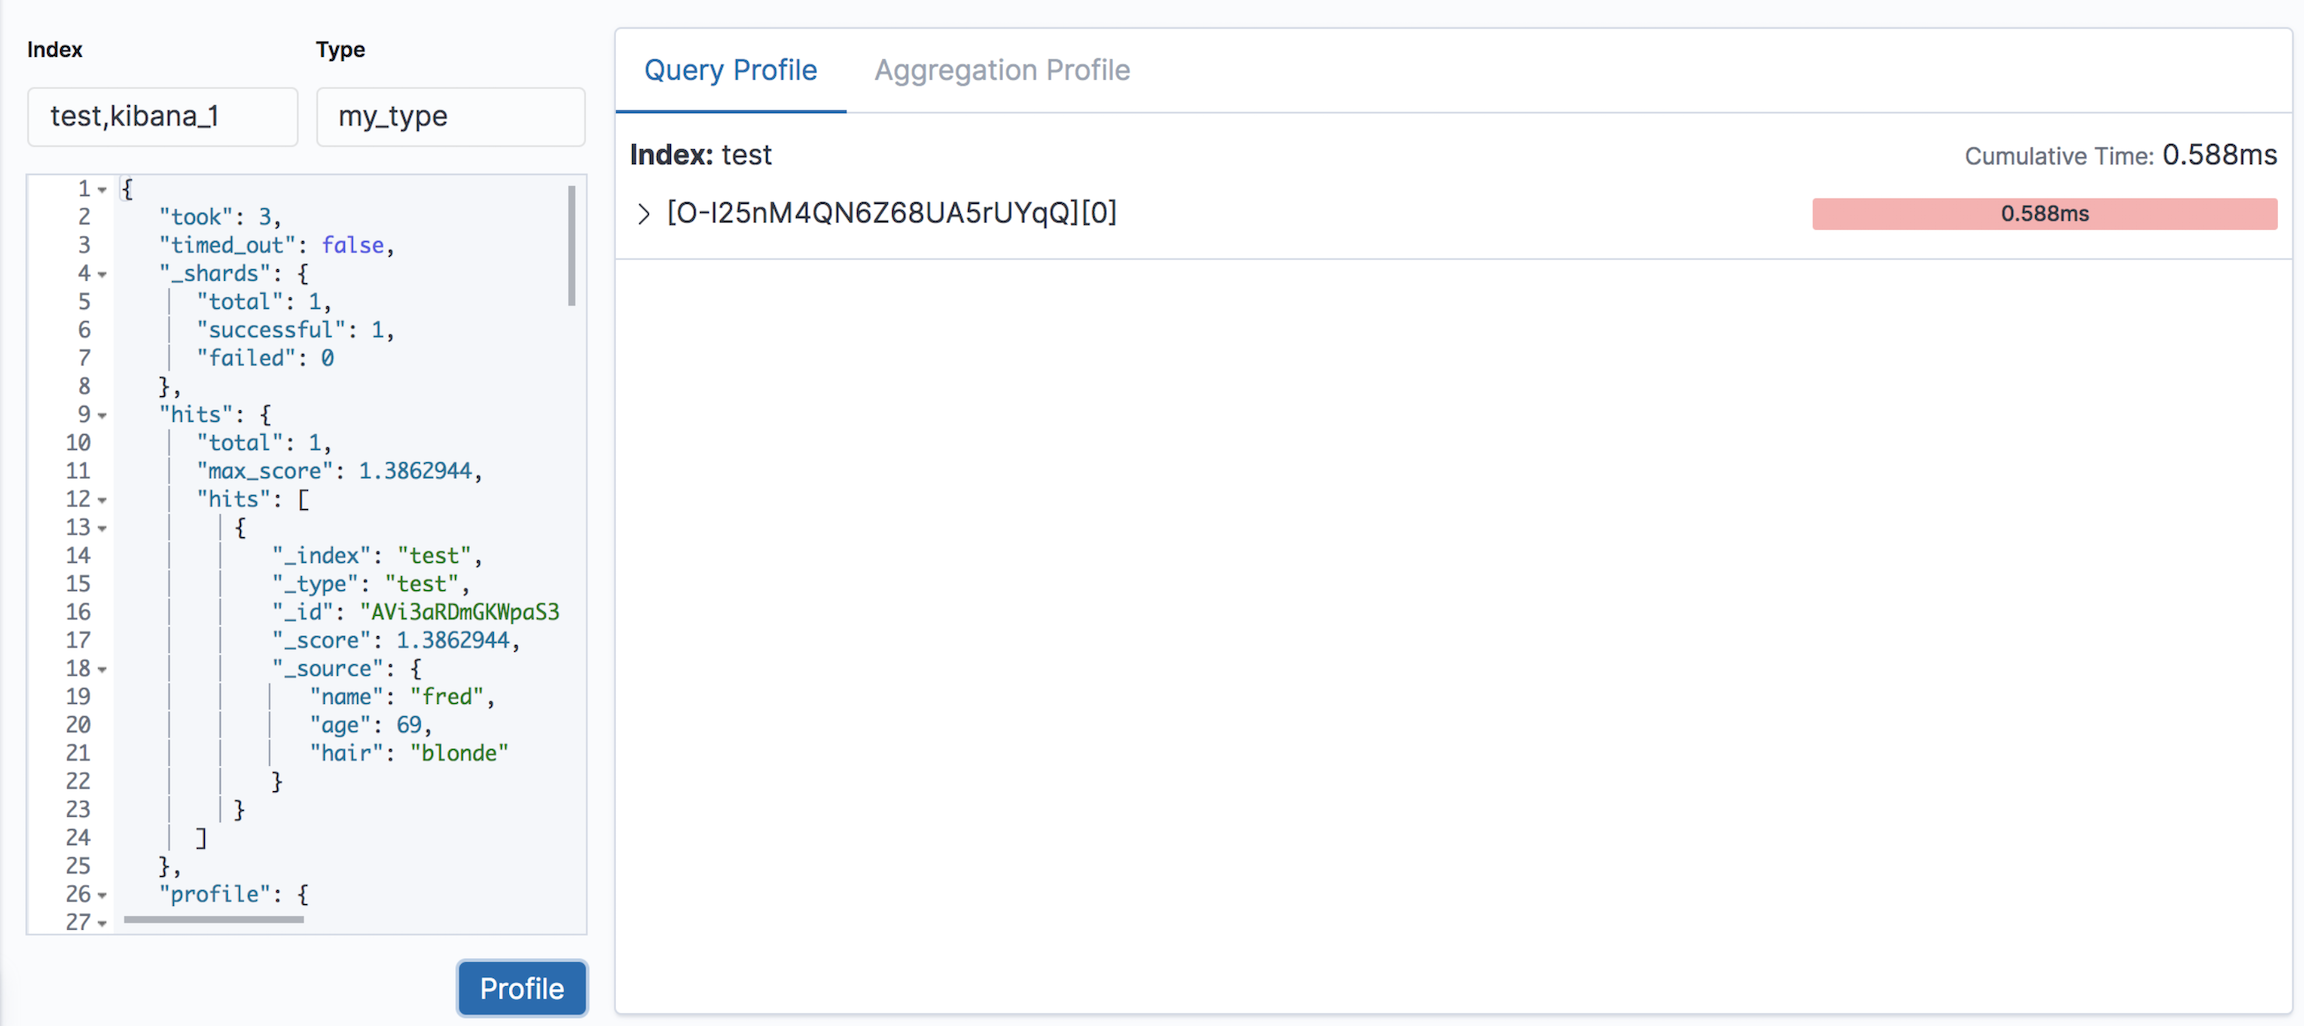 Index
Type
test,kibana_1
my_type
1 {
2 "took": 3,
3 "timed_out": false,
4 "_shards": {
5 "total": 1,
6 "successful": 1,
7 "failed": 0
8 },
9 "hits": {
10 "total": 1,
11 "max_score": 1.3862944,
12 "hits": [
13 {
14 "_index": "test",
15 "_type": "test",
16 "_id": "AVi3aRDmGKWpaS3
17 "_score": 1.3862944,
18 "_source": {
19 "name": "fred",
20 "age": 69,
21 "hair": "blonde"
22 }
23 }
24 ]
25 },
26 "profile": {
27
Profile
Query Profile
Aggregation Profile
Index: test
Cumulative Time: 0.588ms
[O-l25nM4QN6Z68UA5rUYqQ][0]
0.588ms